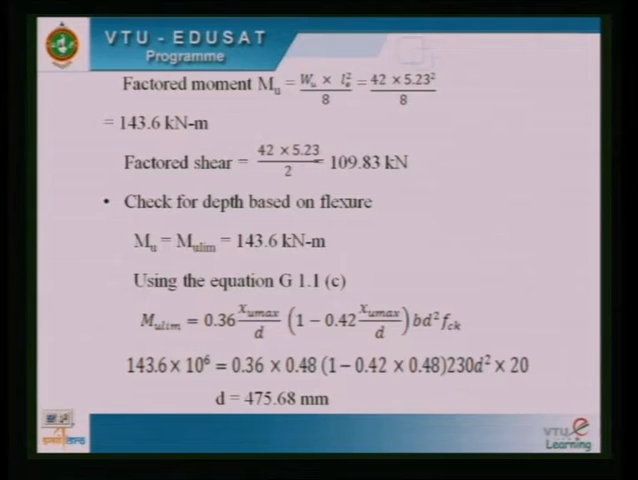 VTU - EDUSAT
Programme
Factored moment Mᵤ = Wᵤ × lₑ² / 8 = 42 × 5.23² / 8
= 143.6 kN-m
Factored shear = 42 × 5.23 / 2 = 109.83 kN
• Check for depth based on flexure
Mᵤ = Mᵤₗᵢₘ = 143.6 kN-m
Using the equation G 1.1 (c)
Mᵤₗᵢₘ = 0.36 xᵤₘₐₓ / d (1 − 0.42 xᵤₘₐₓ / d) bd² f_ck
143.6 × 10⁶ = 0.36 × 0.48 (1 − 0.42 × 0.48)230d² × 20
d = 475.68 mm
VTU e
Learning